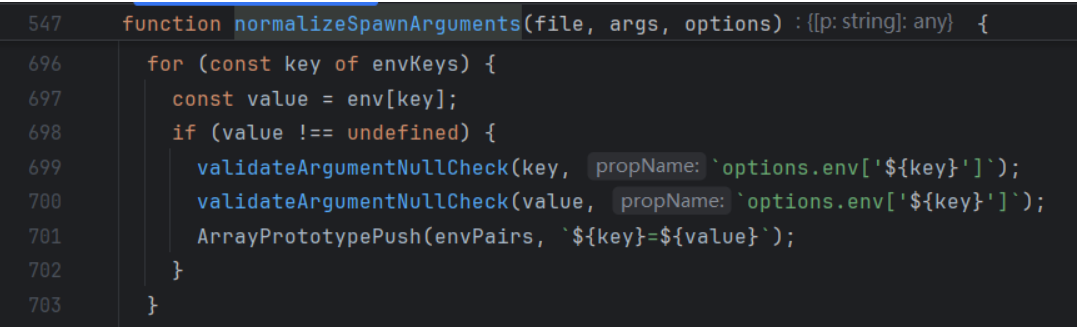 547 function normalizeSpawnArguments(file, args, options) : {[p: string]: any} {
696 for (const key of envKeys) {
697 const value = env[key];
698 if (value !== undefined) {
699 validateArgumentNullCheck(key, propName: `options.env['${key}']`);
700 validateArgumentNullCheck(value, propName: `options.env['${key}']`);
701 ArrayPrototypePush(envPairs, `${key}=${value}`);
702 }
703 }